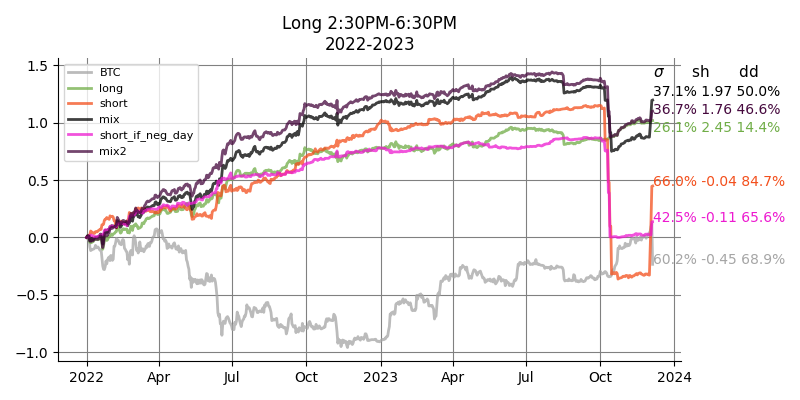 Long 2:30PM-6:30PM
2022-2023
σ sh dd
37.1% 1.97 50.0%
36.7% 1.76 46.6%
26.1% 2.45 14.4%
66.0% -0.04 84.7%
42.5% -0.11 65.6%
60.2% -0.45 68.9%
BTC
long
short
mix
short_if_neg_day
mix2
1.5
1.0
0.5
0.0
−0.5
−1.0
2022 Apr Jul Oct 2023 Apr Jul Oct 2024